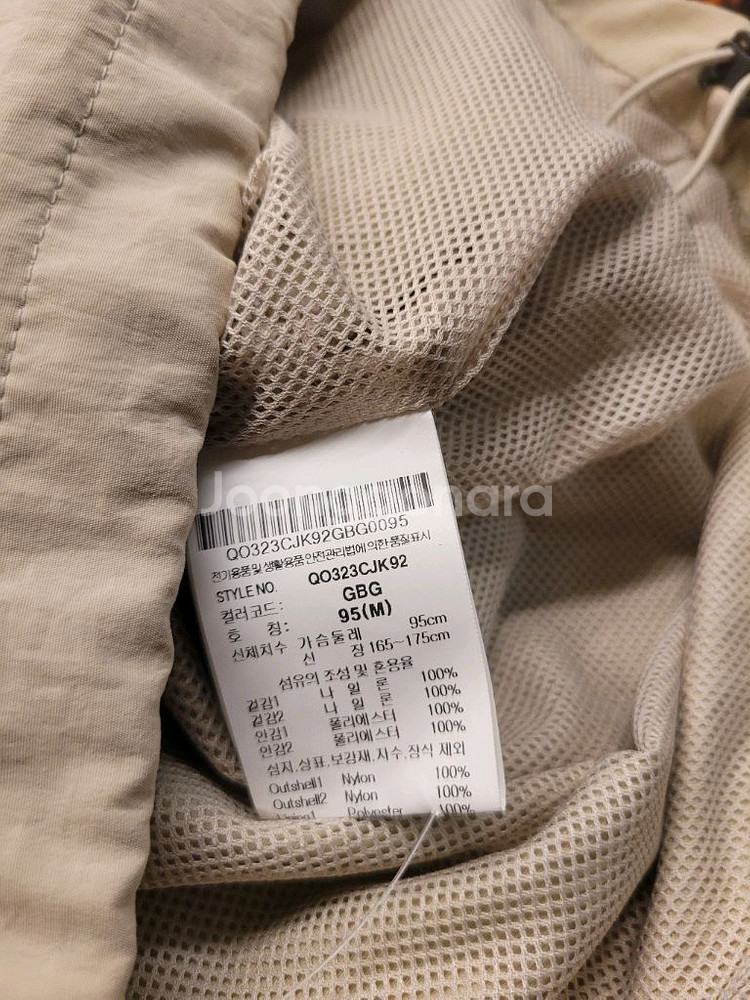 QO323CJK92GBG0095
전기용품 및 생활용품 안전관리법에 의한 품질표시
STYLE NO. QO323CJK92
컬러코드: GBG
호 칭: 95(M)
신체치수 가슴둘레 95cm
신 장 165~175cm
섬유의 조성 및 혼용율
겉감1 나 일 론 100%
겉감2 나 일 론 100%
안감1 폴리에스터 100%
안감2 폴리에스터 100%
심지.상표.보강재.자수.장식 제외
Outshell1 Nylon 100%
Outshell2 Nylon 100%
Lining1 Polyester 100%